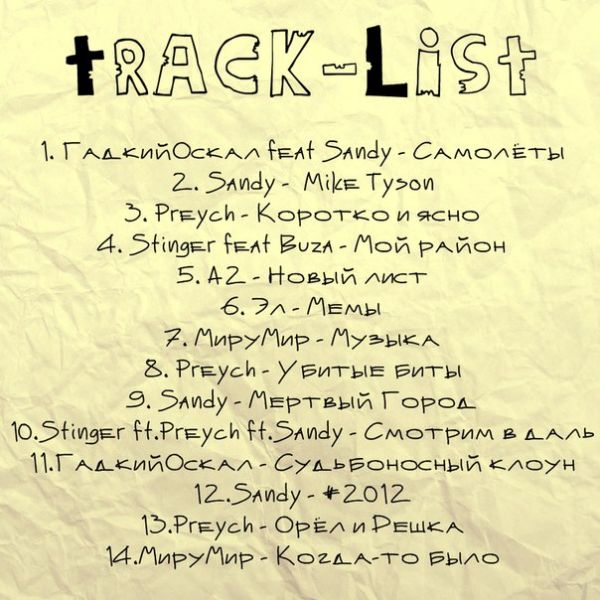 track-List
1. ГадкийОскал feat Sandy - Самолёты
2. Sandy - Mike Tyson
3. Preych - Коротко и ясно
4. Stinger feat Buza - Мой район
5. A2 - Новый лист
6. Эл - Мемы
7. МируМир - Музыка
8. Preych - Убитые биты
9. Sandy - Мертвый Город
10.Stinger ft.Preych ft.Sandy - Смотрим в даль
11.ГадкийОскал - Судьбоносный клоун
12.Sandy - #2012
13.Preych - Орёл и Решка
14.МируМир - Когда-то было